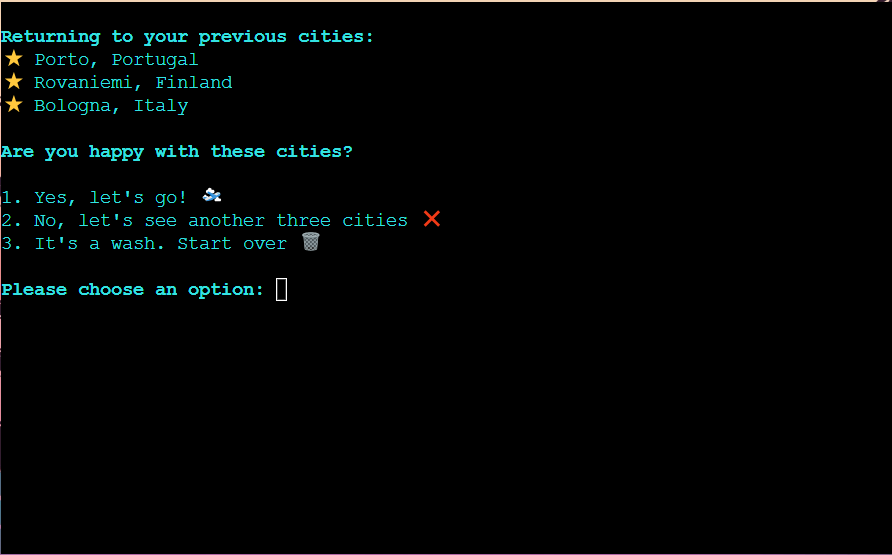 Returning to your previous cities:
⭐ Porto, Portugal
⭐ Rovaniemi, Finland
⭐ Bologna, Italy
Are you happy with these cities?
1. Yes, let's go! 🛩️
2. No, let's see another three cities ❌
3. It's a wash. Start over 🗑️
Please choose an option: